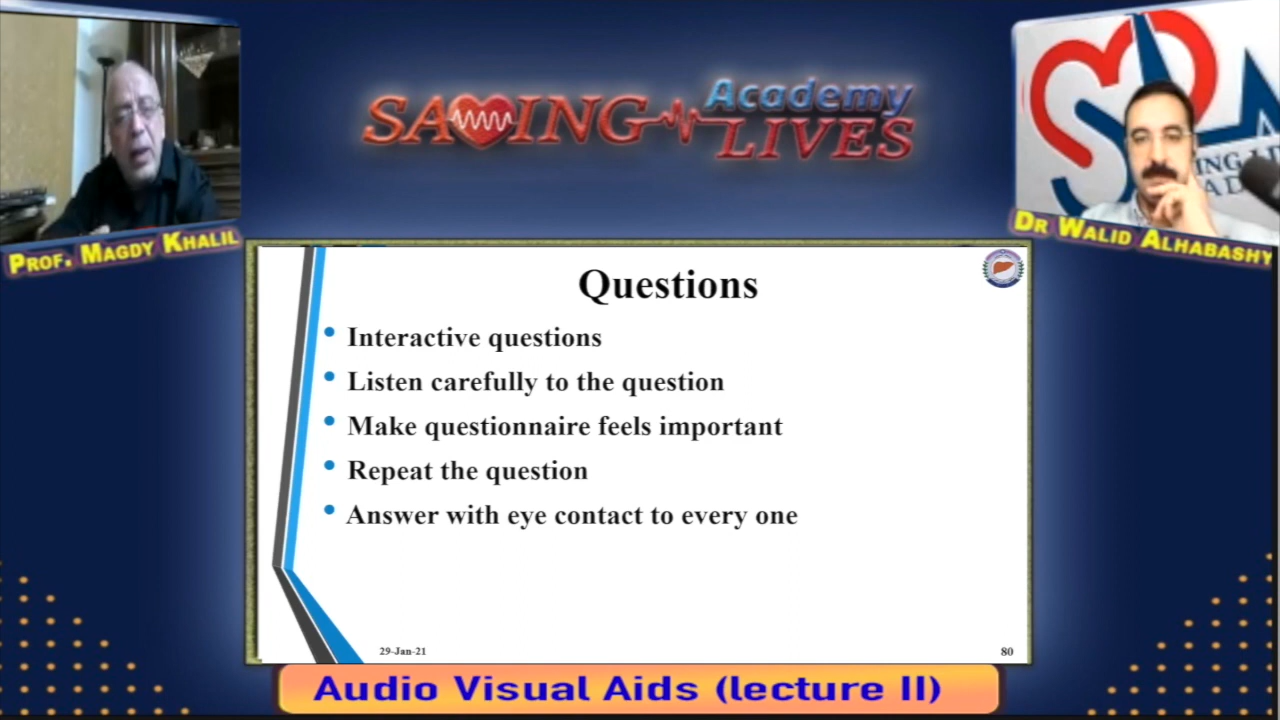 SAVING Academy LIVES
ING LI
A D
PROF. MAGDY KHALIL
DR WALID ALHABASHY
Questions
• Interactive questions
• Listen carefully to the question
• Make questionnaire feels important
• Repeat the question
• Answer with eye contact to every one
29-Jan-21
80
Audio Visual Aids (lecture II)